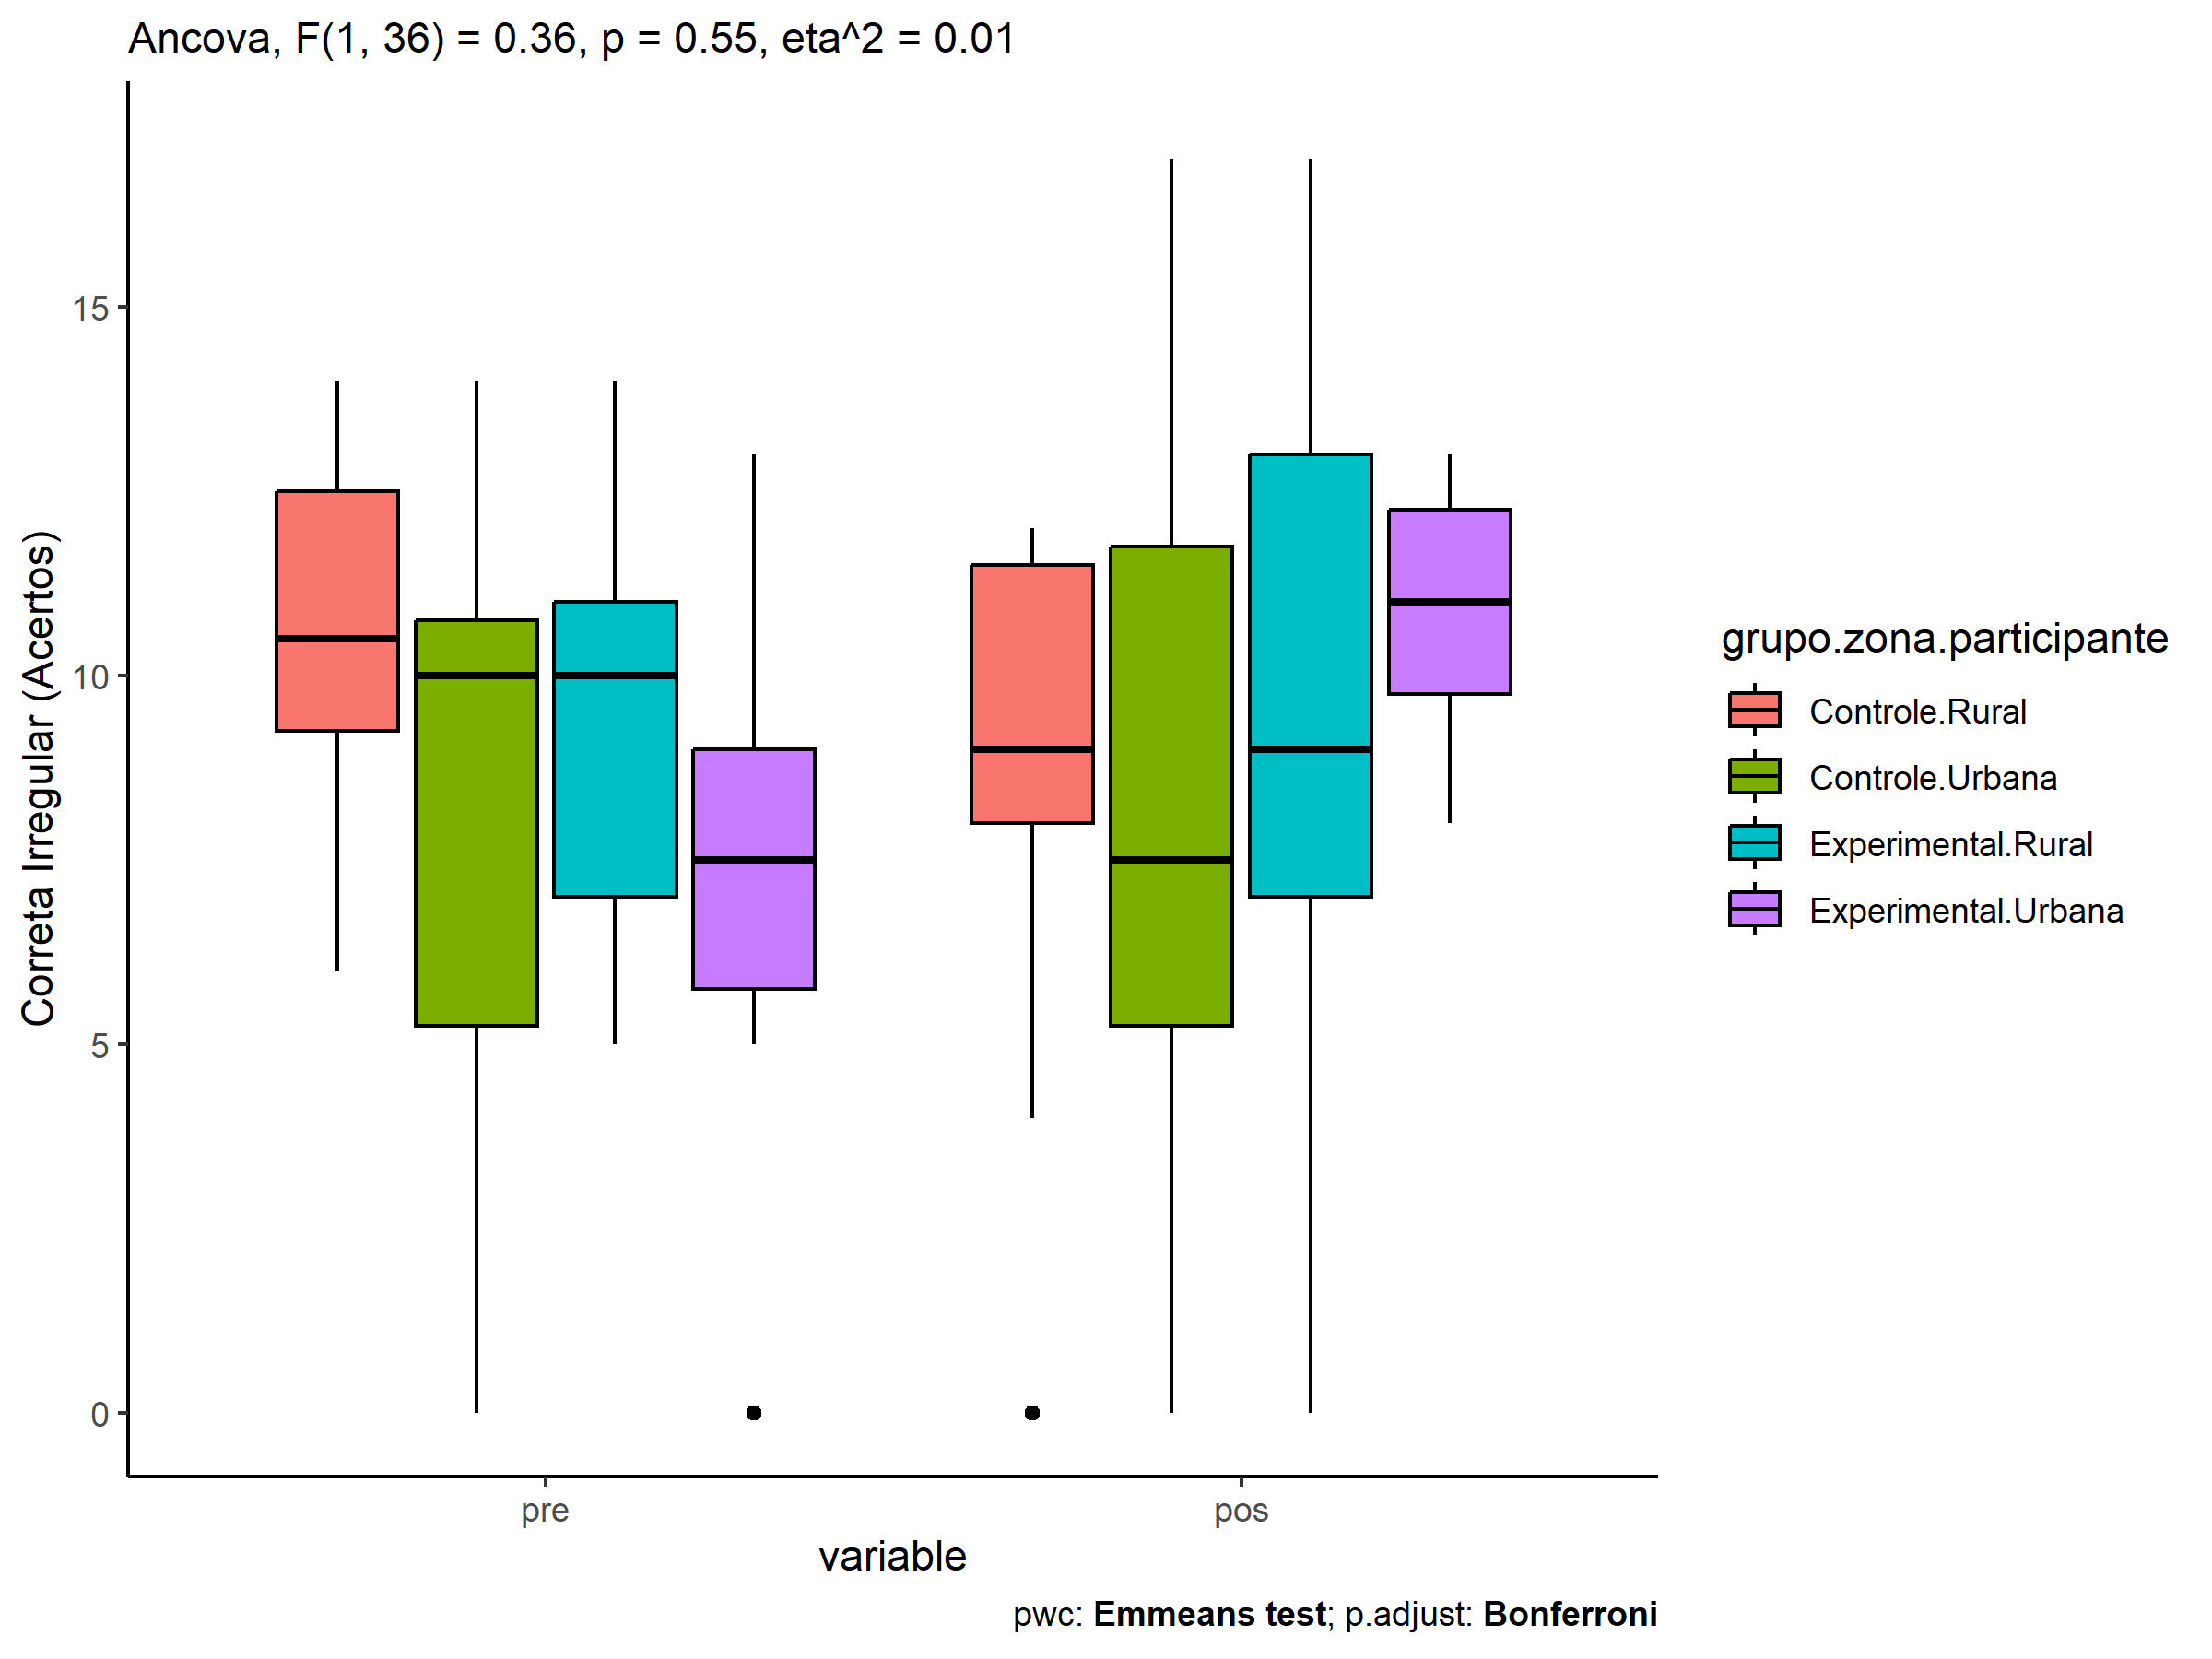 Ancova, F(1, 36) = 0.36, p = 0.55, eta^2 = 0.01
Correta Irregular (Acertos)
15
10
5
0
pre
pos
variable
grupo.zona.participante
Controle.Rural
Controle.Urbana
Experimental.Rural
Experimental.Urbana
pwc: Emmeans test; p.adjust: Bonferroni